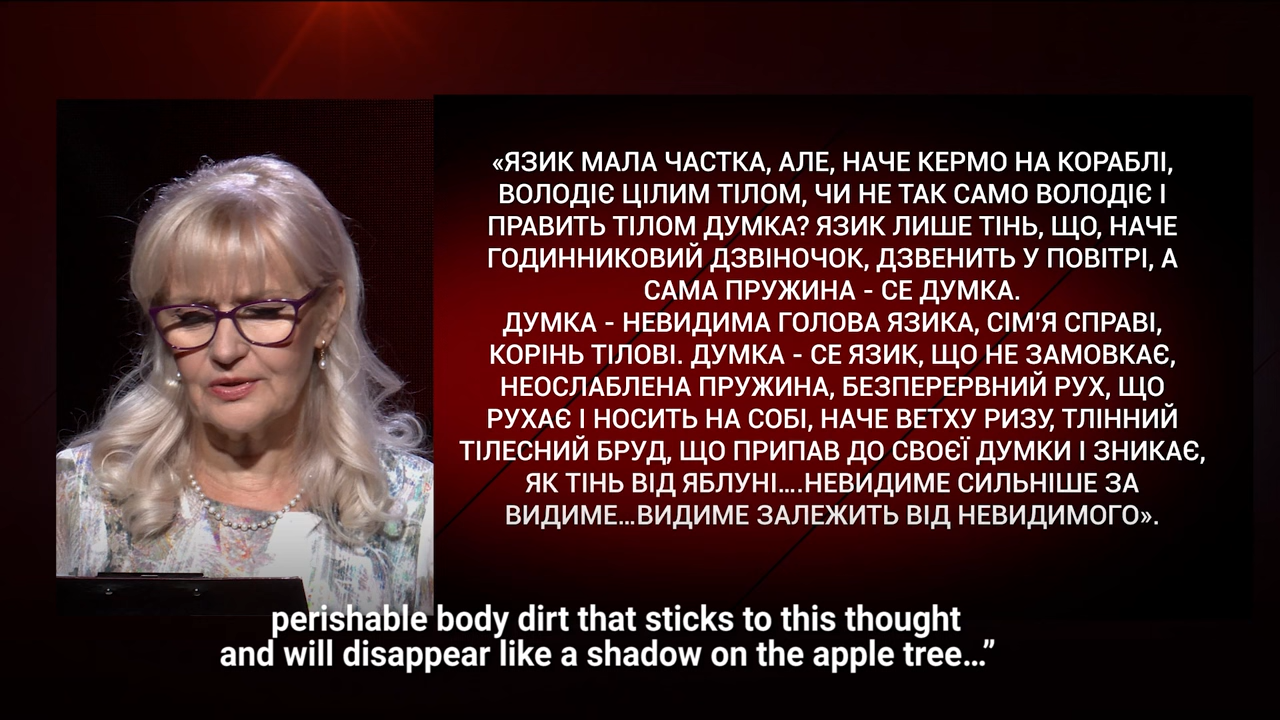 «ЯЗИК МАЛА ЧАСТКА, АЛЕ, НАЧЕ КЕРМО НА КОРАБЛІ,
ВОЛОДІЄ ЦІЛИМ ТІЛОМ, ЧИ НЕ ТАК САМО ВОЛОДІЄ І
ПРАВИТЬ ТІЛОМ ДУМКА? ЯЗИК ЛИШЕ ТІНЬ, ЩО, НАЧЕ
ГОДИННИКОВИЙ ДЗВІНОЧОК, ДЗВЕНИТЬ У ПОВІТРІ, А
САМА ПРУЖИНА - СЕ ДУМКА.
ДУМКА - НЕВИДИМА ГОЛОВА ЯЗИКА, СІМ'Я СПРАВІ,
КОРІНЬ ТІЛОВІ. ДУМКА - СЕ ЯЗИК, ЩО НЕ ЗАМОВКАЄ,
НЕОСЛАБЛЕНА ПРУЖИНА, БЕЗПЕРЕРВНИЙ РУХ, ЩО
РУХАЄ І НОСИТЬ НА СОБІ, НАЧЕ ВЕТХУ РИЗУ, ТЛІННИЙ
ТІЛЕСНИЙ БРУД, ЩО ПРИПАВ ДО СВОЄЇ ДУМКИ І ЗНИКАЄ,
ЯК ТІНЬ ВІД ЯБЛУНІ....НЕВИДИМЕ СИЛЬНІШЕ ЗА
ВИДИМЕ...ВИДИМЕ ЗАЛЕЖИТЬ ВІД НЕВИДИМОГО».
perishable body dirt that sticks to this thought
and will disappear like a shadow on the apple tree...”